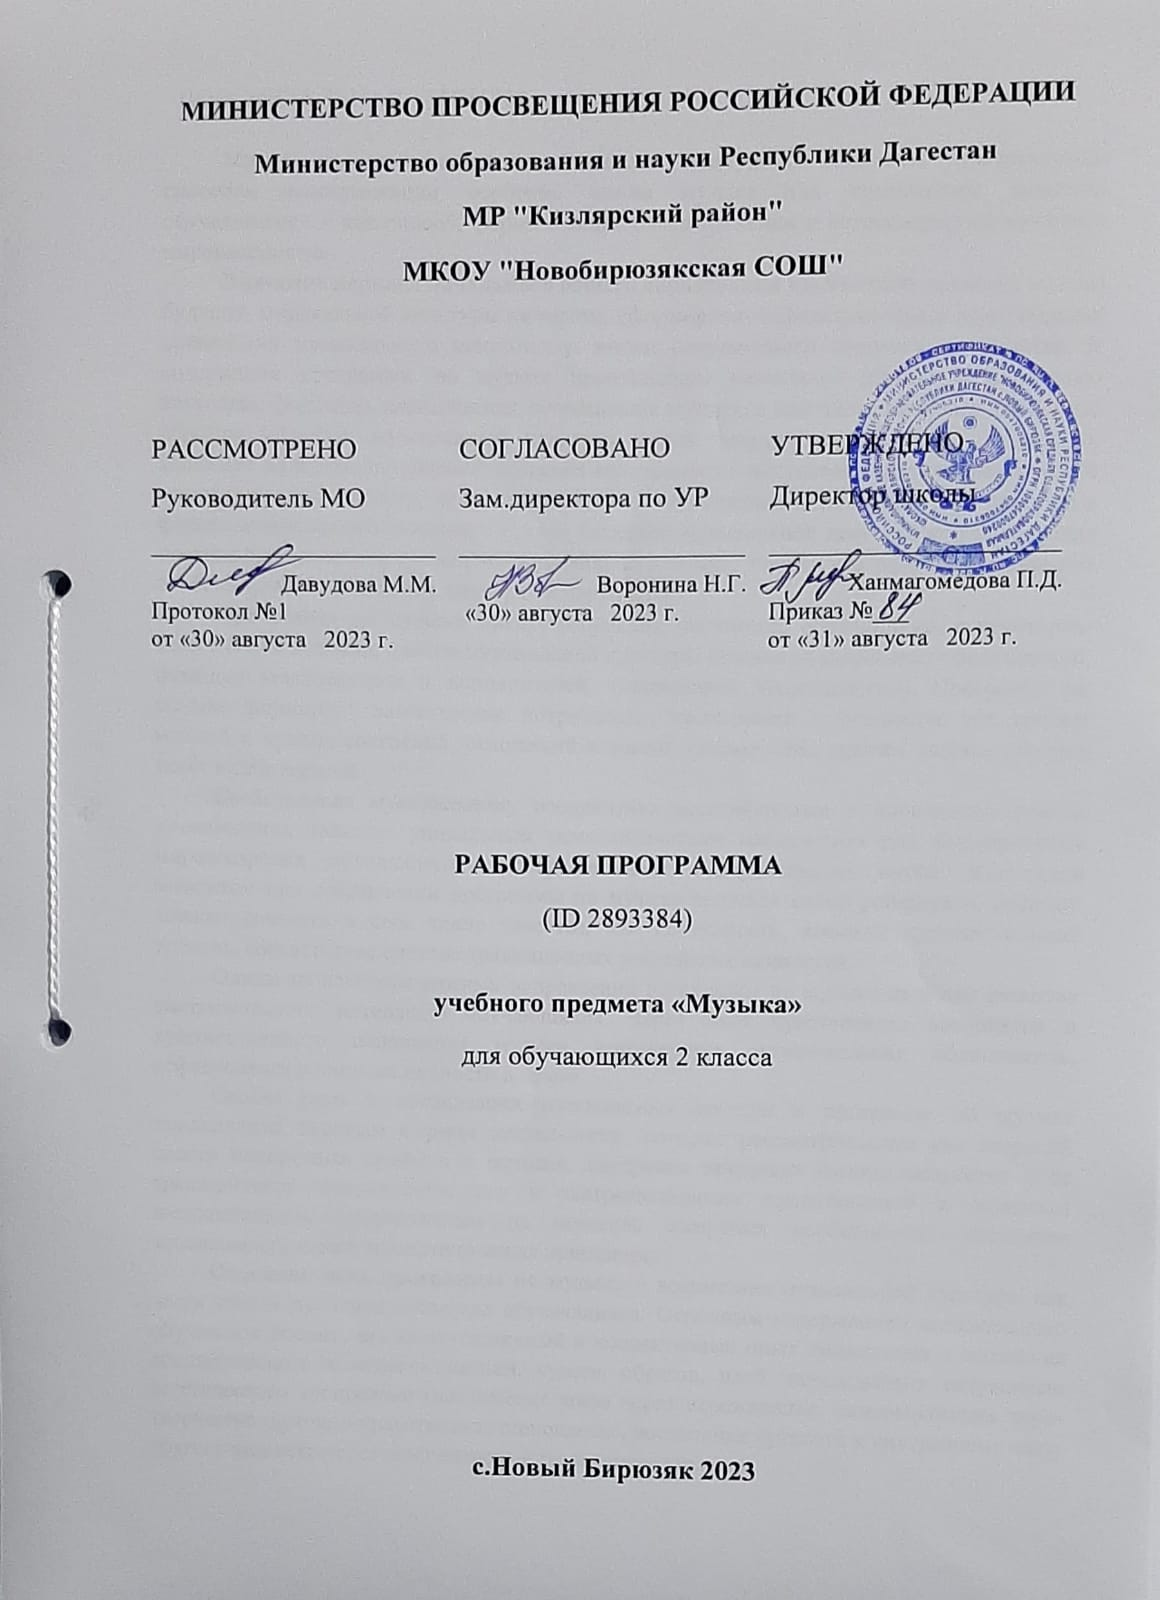 МИНИСТЕРСТВО ПРОСВЕЩЕНИЯ РОССИЙСКОЙ ФЕДЕРАЦИИ
Министерство образования и науки Республики Дагестан
МР "Кизлярский район"
МКОУ "Новобирюзякская СОШ"
РАССМОТРЕНО
Руководитель МО
Давудова М.М.
Протокол №1
от «30» августа 2023 г.
СОГЛАСОВАНО
Зам.директора по УР
Воронина Н.Г.
«30» августа 2023 г.
УТВЕРЖДЕНО
Директор школы
Ханмагомедова П.Д.
Приказ № 84
от «31» августа 2023 г.
РАБОЧАЯ ПРОГРАММА
(ID 2893384)
учебного предмета «Музыка»
для обучающихся 2 класса
с.Новый Бирюзяк 2023